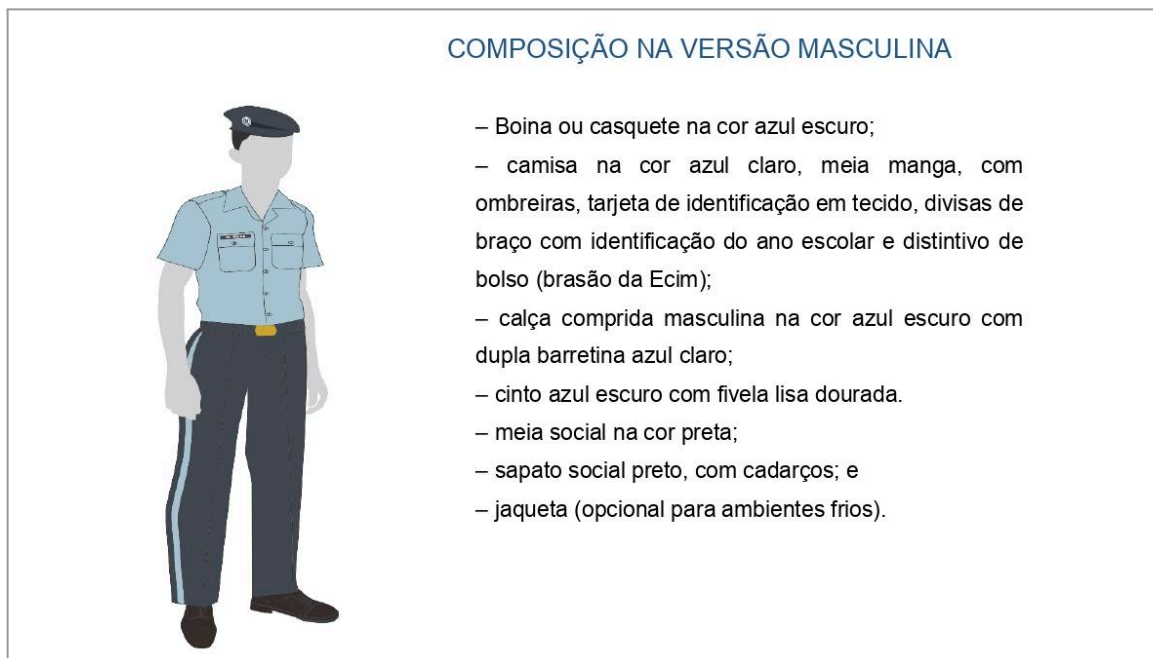 COMPOSIÇÃO NA VERSÃO MASCULINA
– Boina ou casquete na cor azul escuro;
– camisa na cor azul claro, meia manga, com
ombreiras, tarjeta de identificação em tecido, divisas de
braço com identificação do ano escolar e distintivo de
bolso (brasão da Ecim);
– calça comprida masculina na cor azul escuro com
dupla barretina azul claro;
– cinto azul escuro com fivela lisa dourada.
– meia social na cor preta;
– sapato social preto, com cadarços; e
– jaqueta (opcional para ambientes frios).